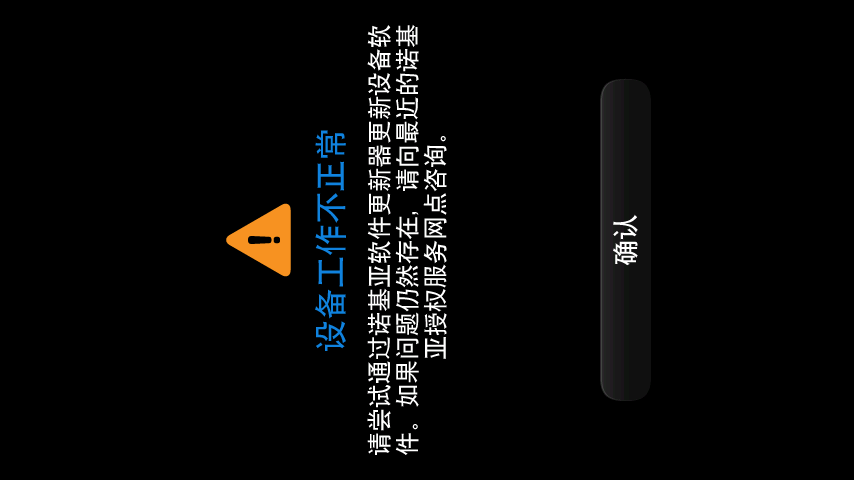 设备工作不正常
请尝试通过诺基亚软件更新器更新设备软
件。如果问题仍然存在，请向最近的诺基
亚授权服务网点咨询。
确认